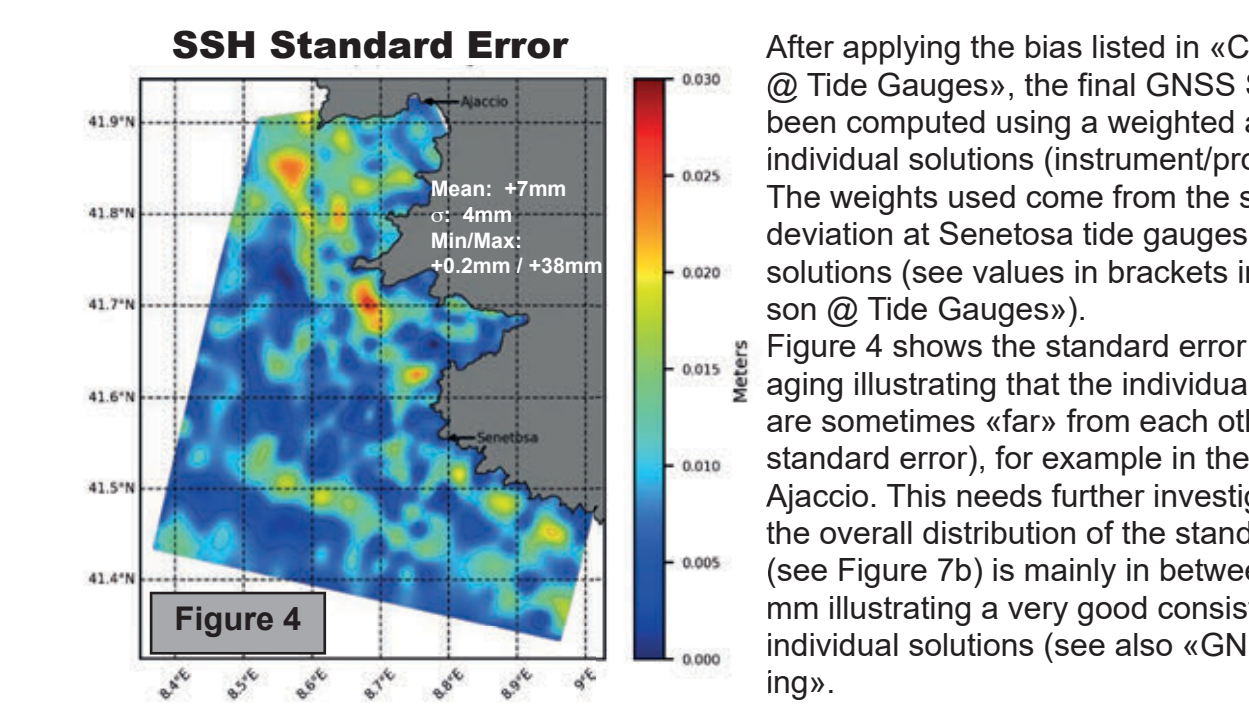 SSH Standard Error
Ajaccio
Mean: +7mm
σ: 4mm
Min/Max:
+0.2mm / +38mm
Senetosa
41.9°N
41.8°N
41.7°N
41.6°N
41.5°N
41.4°N
8.4°E
8.5°E
8.6°E
8.7°E
8.8°E
8.9°E
9°E
Figure 4
0.030
0.025
0.020
0.015
0.010
0.005
0.000
Meters
After applying the bias listed in «C
@ Tide Gauges», the final GNSS S
been computed using a weighted a
individual solutions (instrument/pro
The weights used come from the s
deviation at Senetosa tide gauges
solutions (see values in brackets i
son @ Tide Gauges»).
Figure 4 shows the standard error
aging illustrating that the individua
are sometimes «far» from each oth
standard error), for example in the
Ajaccio. This needs further investig
the overall distribution of the stand
(see Figure 7b) is mainly in betwee
mm illustrating a very good consist
individual solutions (see also «GN
ing».